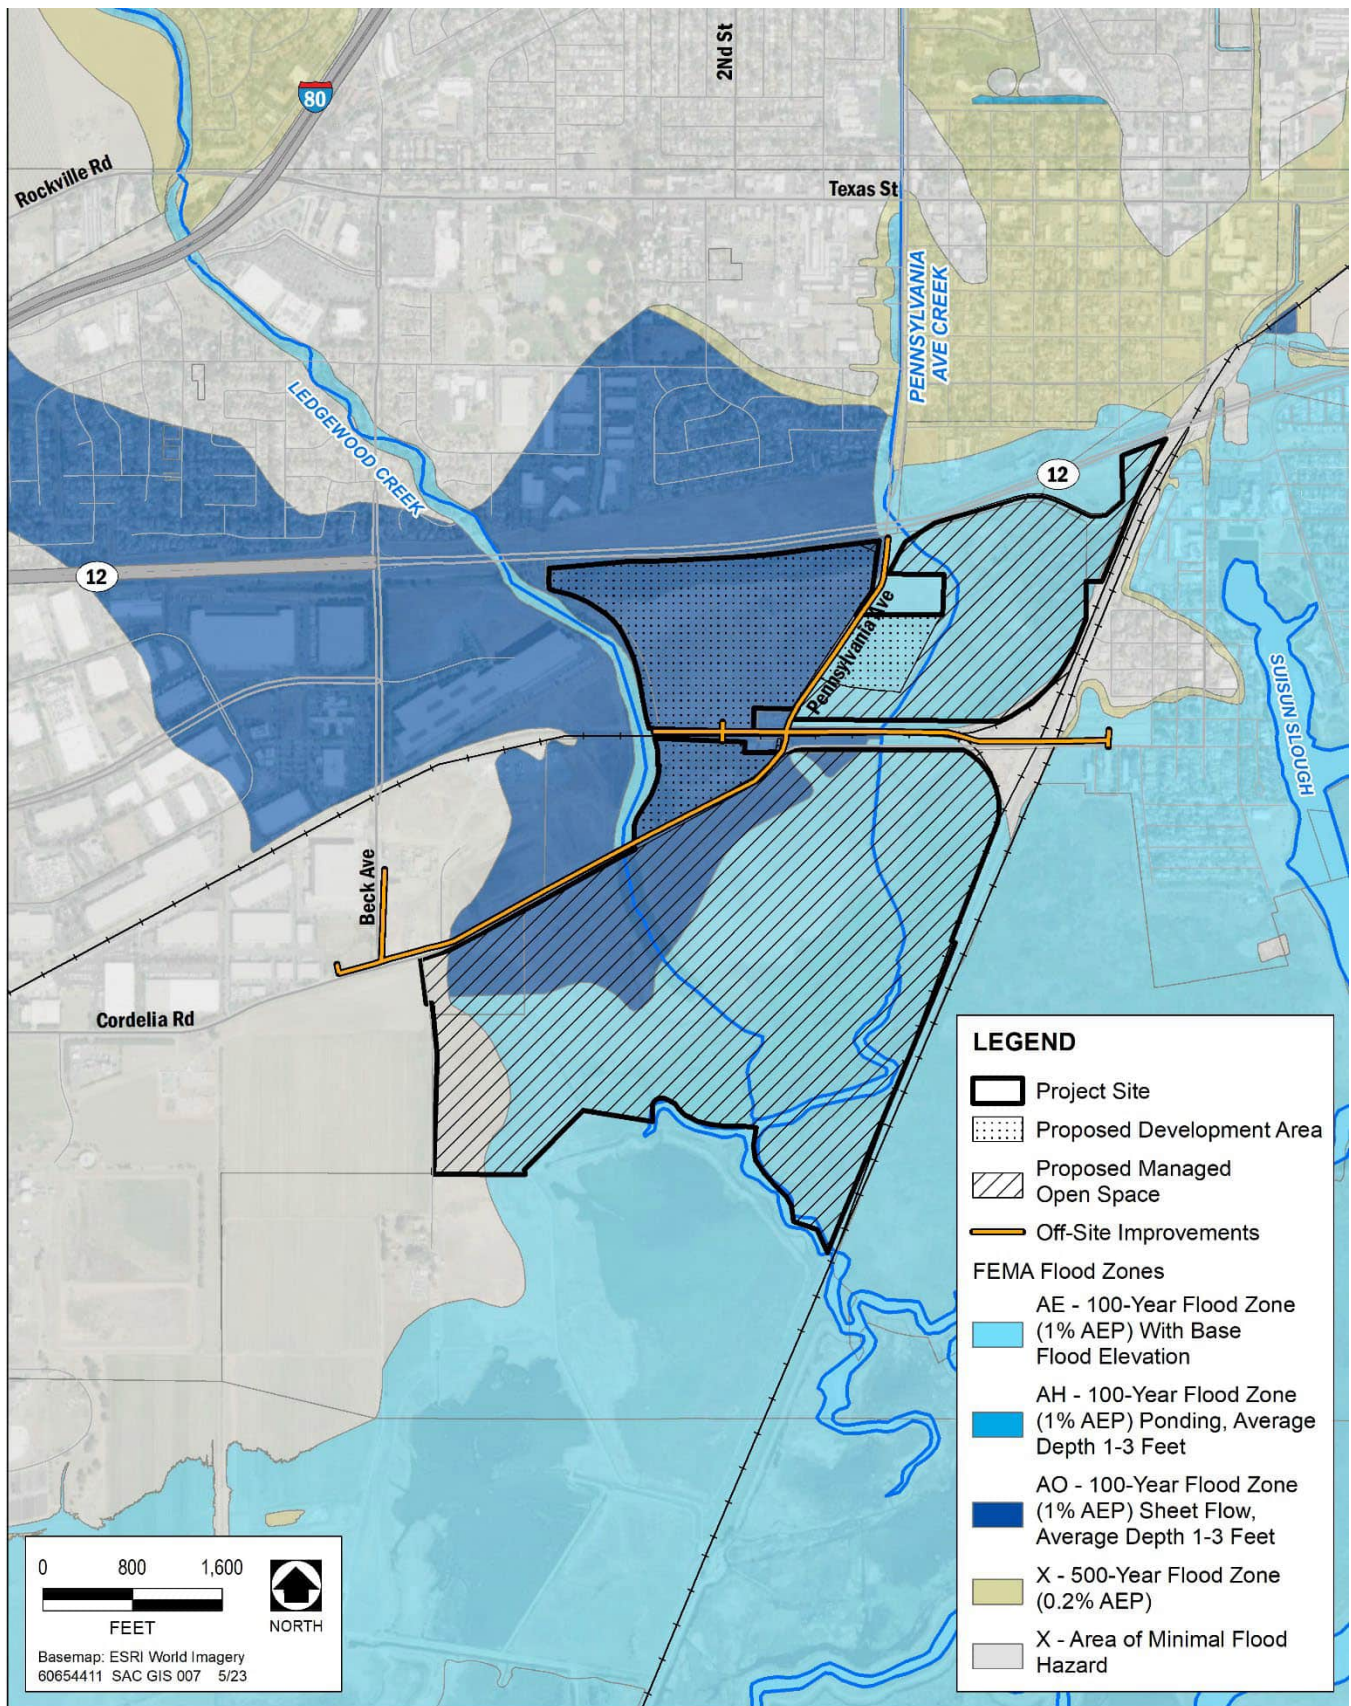 2Nd St
80
Rockville Rd
Texas St
PENNSYLVANIA
AVE CREEK
LEDGEWOOD CREEK
12
12
Pennsylvania Ave
SUISUN SLOUGH
Beck Ave
Cordelia Rd
LEGEND
Project Site
Proposed Development Area
Proposed Managed
Open Space
Off-Site Improvements
FEMA Flood Zones
AE - 100-Year Flood Zone
(1% AEP) With Base
Flood Elevation
AH - 100-Year Flood Zone
(1% AEP) Ponding, Average
Depth 1-3 Feet
AO - 100-Year Flood Zone
(1% AEP) Sheet Flow,
Average Depth 1-3 Feet
X - 500-Year Flood Zone
(0.2% AEP)
X - Area of Minimal Flood
Hazard
0 800 1,600
FEET
NORTH
Basemap: ESRI World Imagery
60654411 SAC GIS 007 5/23